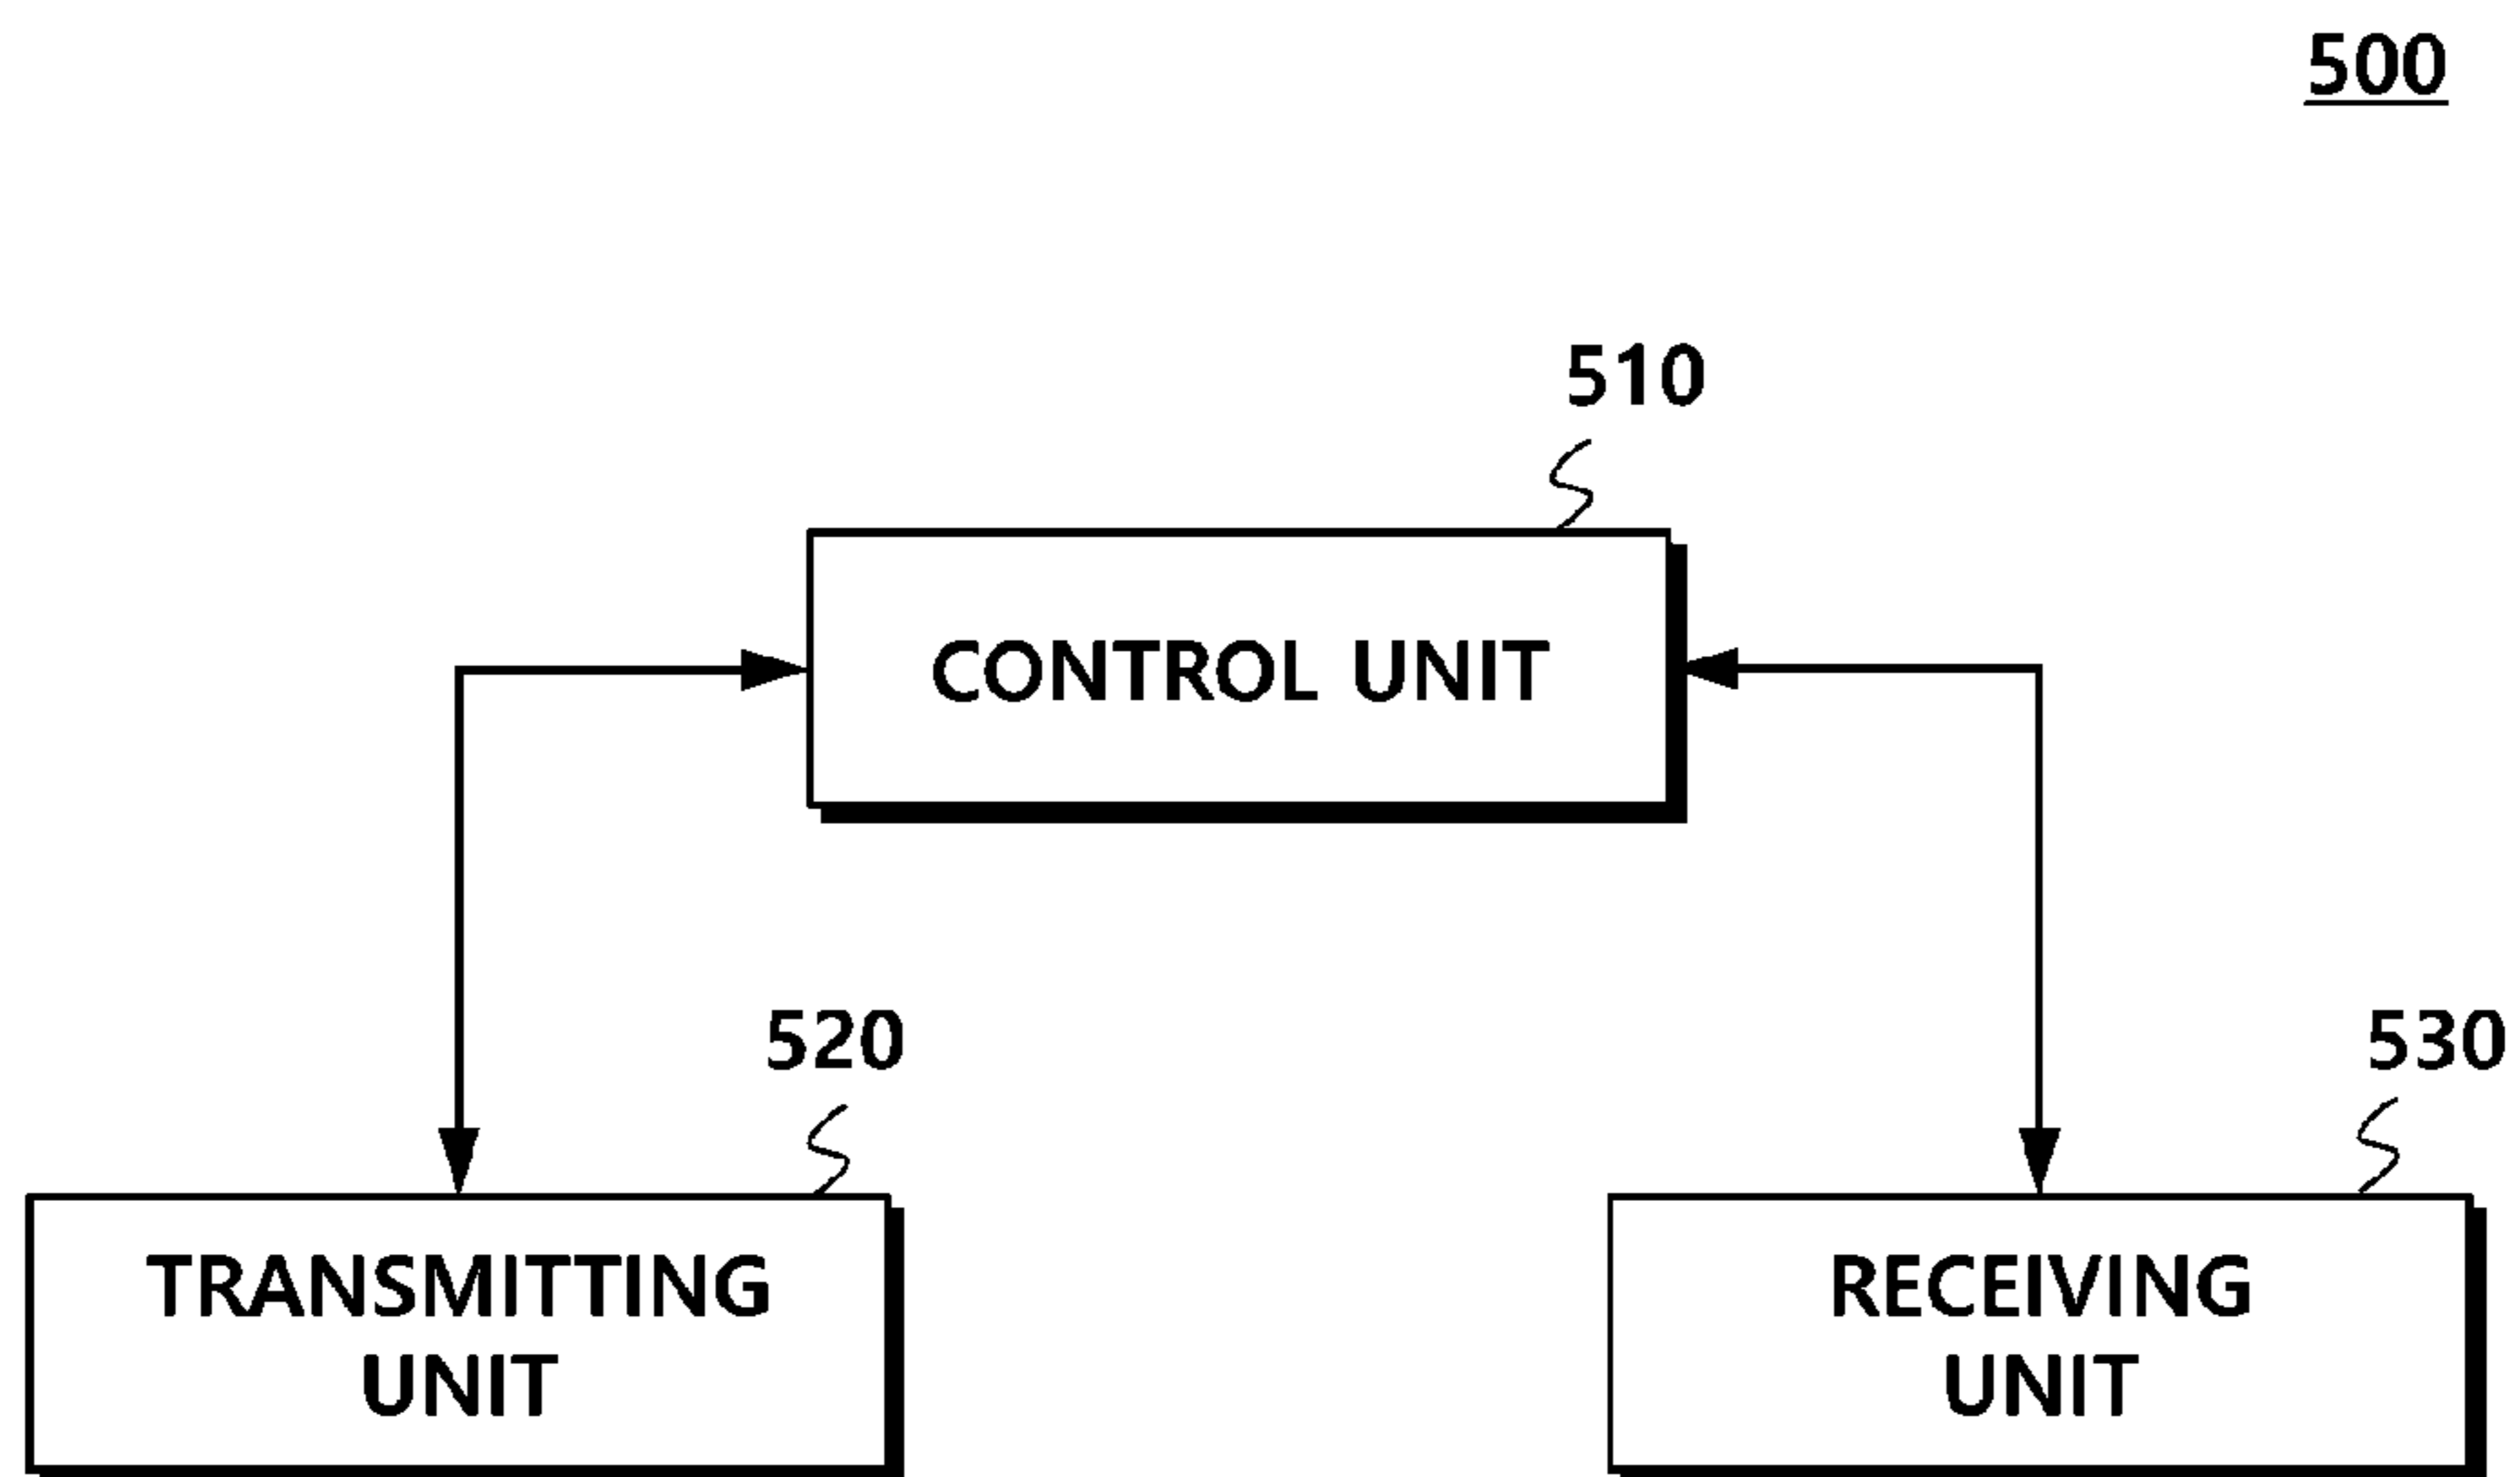 500
510
CONTROL UNIT
520
530
TRANSMITTING
UNIT
RECEIVING
UNIT